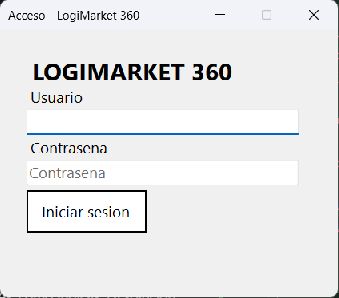 Acceso   LogiMarket 360
LOGIMARKET 360
Usuario
Contrasena
Contrasena
Iniciar sesion